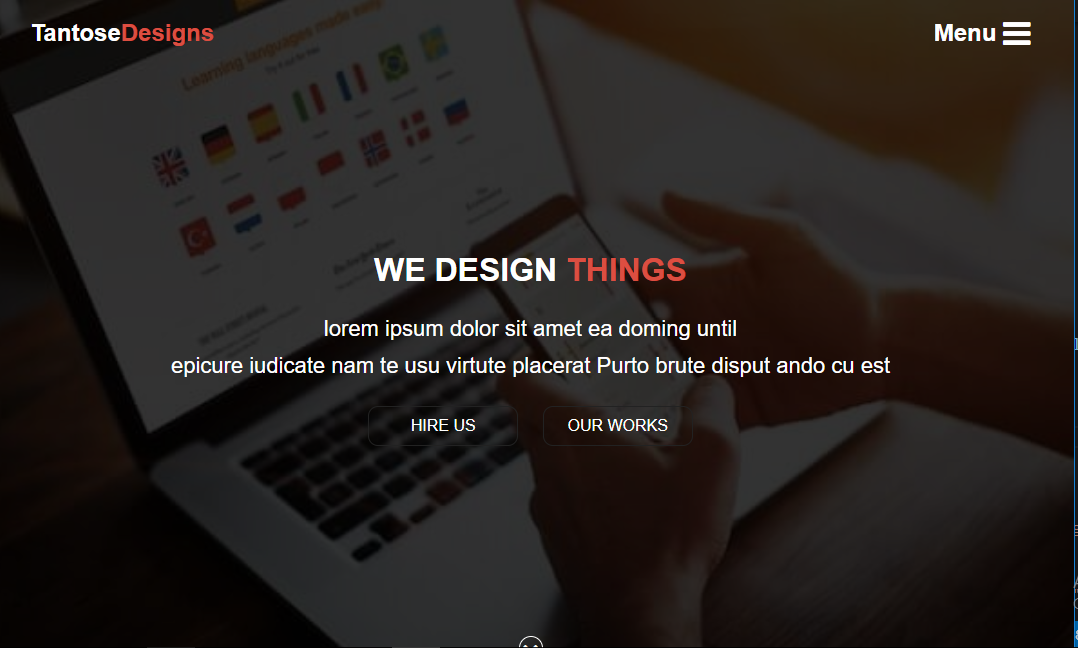 TantoseDesigns
Menu
Learning languages made easy
WE DESIGN THINGS
lorem ipsum dolor sit amet ea doming until
epicure iudicate nam te usu virtute placerat Purto brute disput ando cu est
HIRE US
OUR WORKS